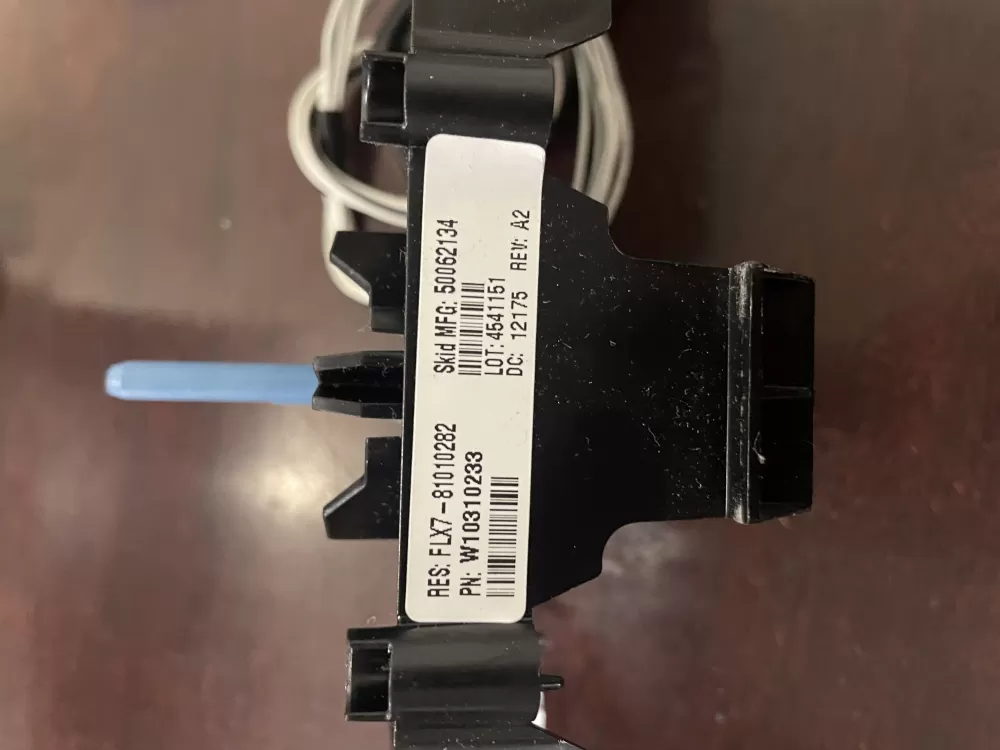 RES: FLX7-81010282
PN: W10310233
Skid MFG: 50062134
LOT: 4541151
DC: 12175 REV: A2